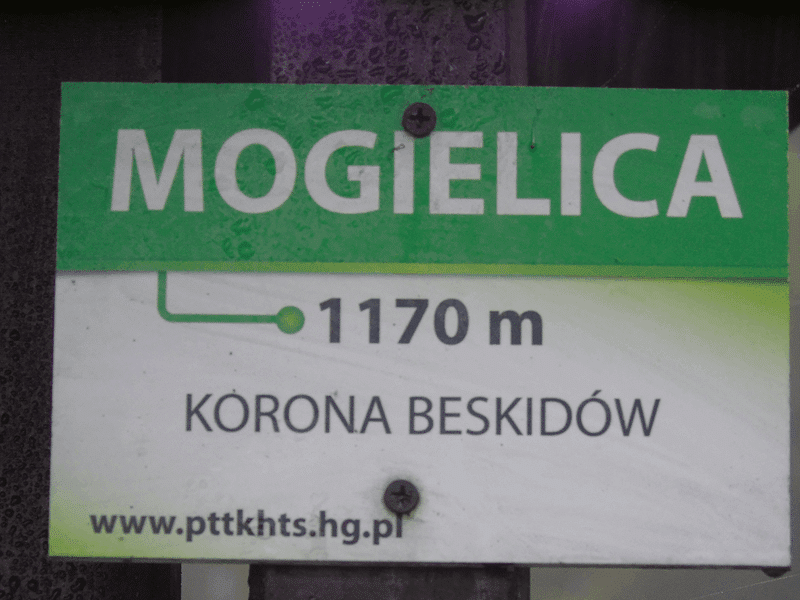 MOGIELICA
1170 m
KORONA BESKIDÓW
www.pttkhts.hg.pl